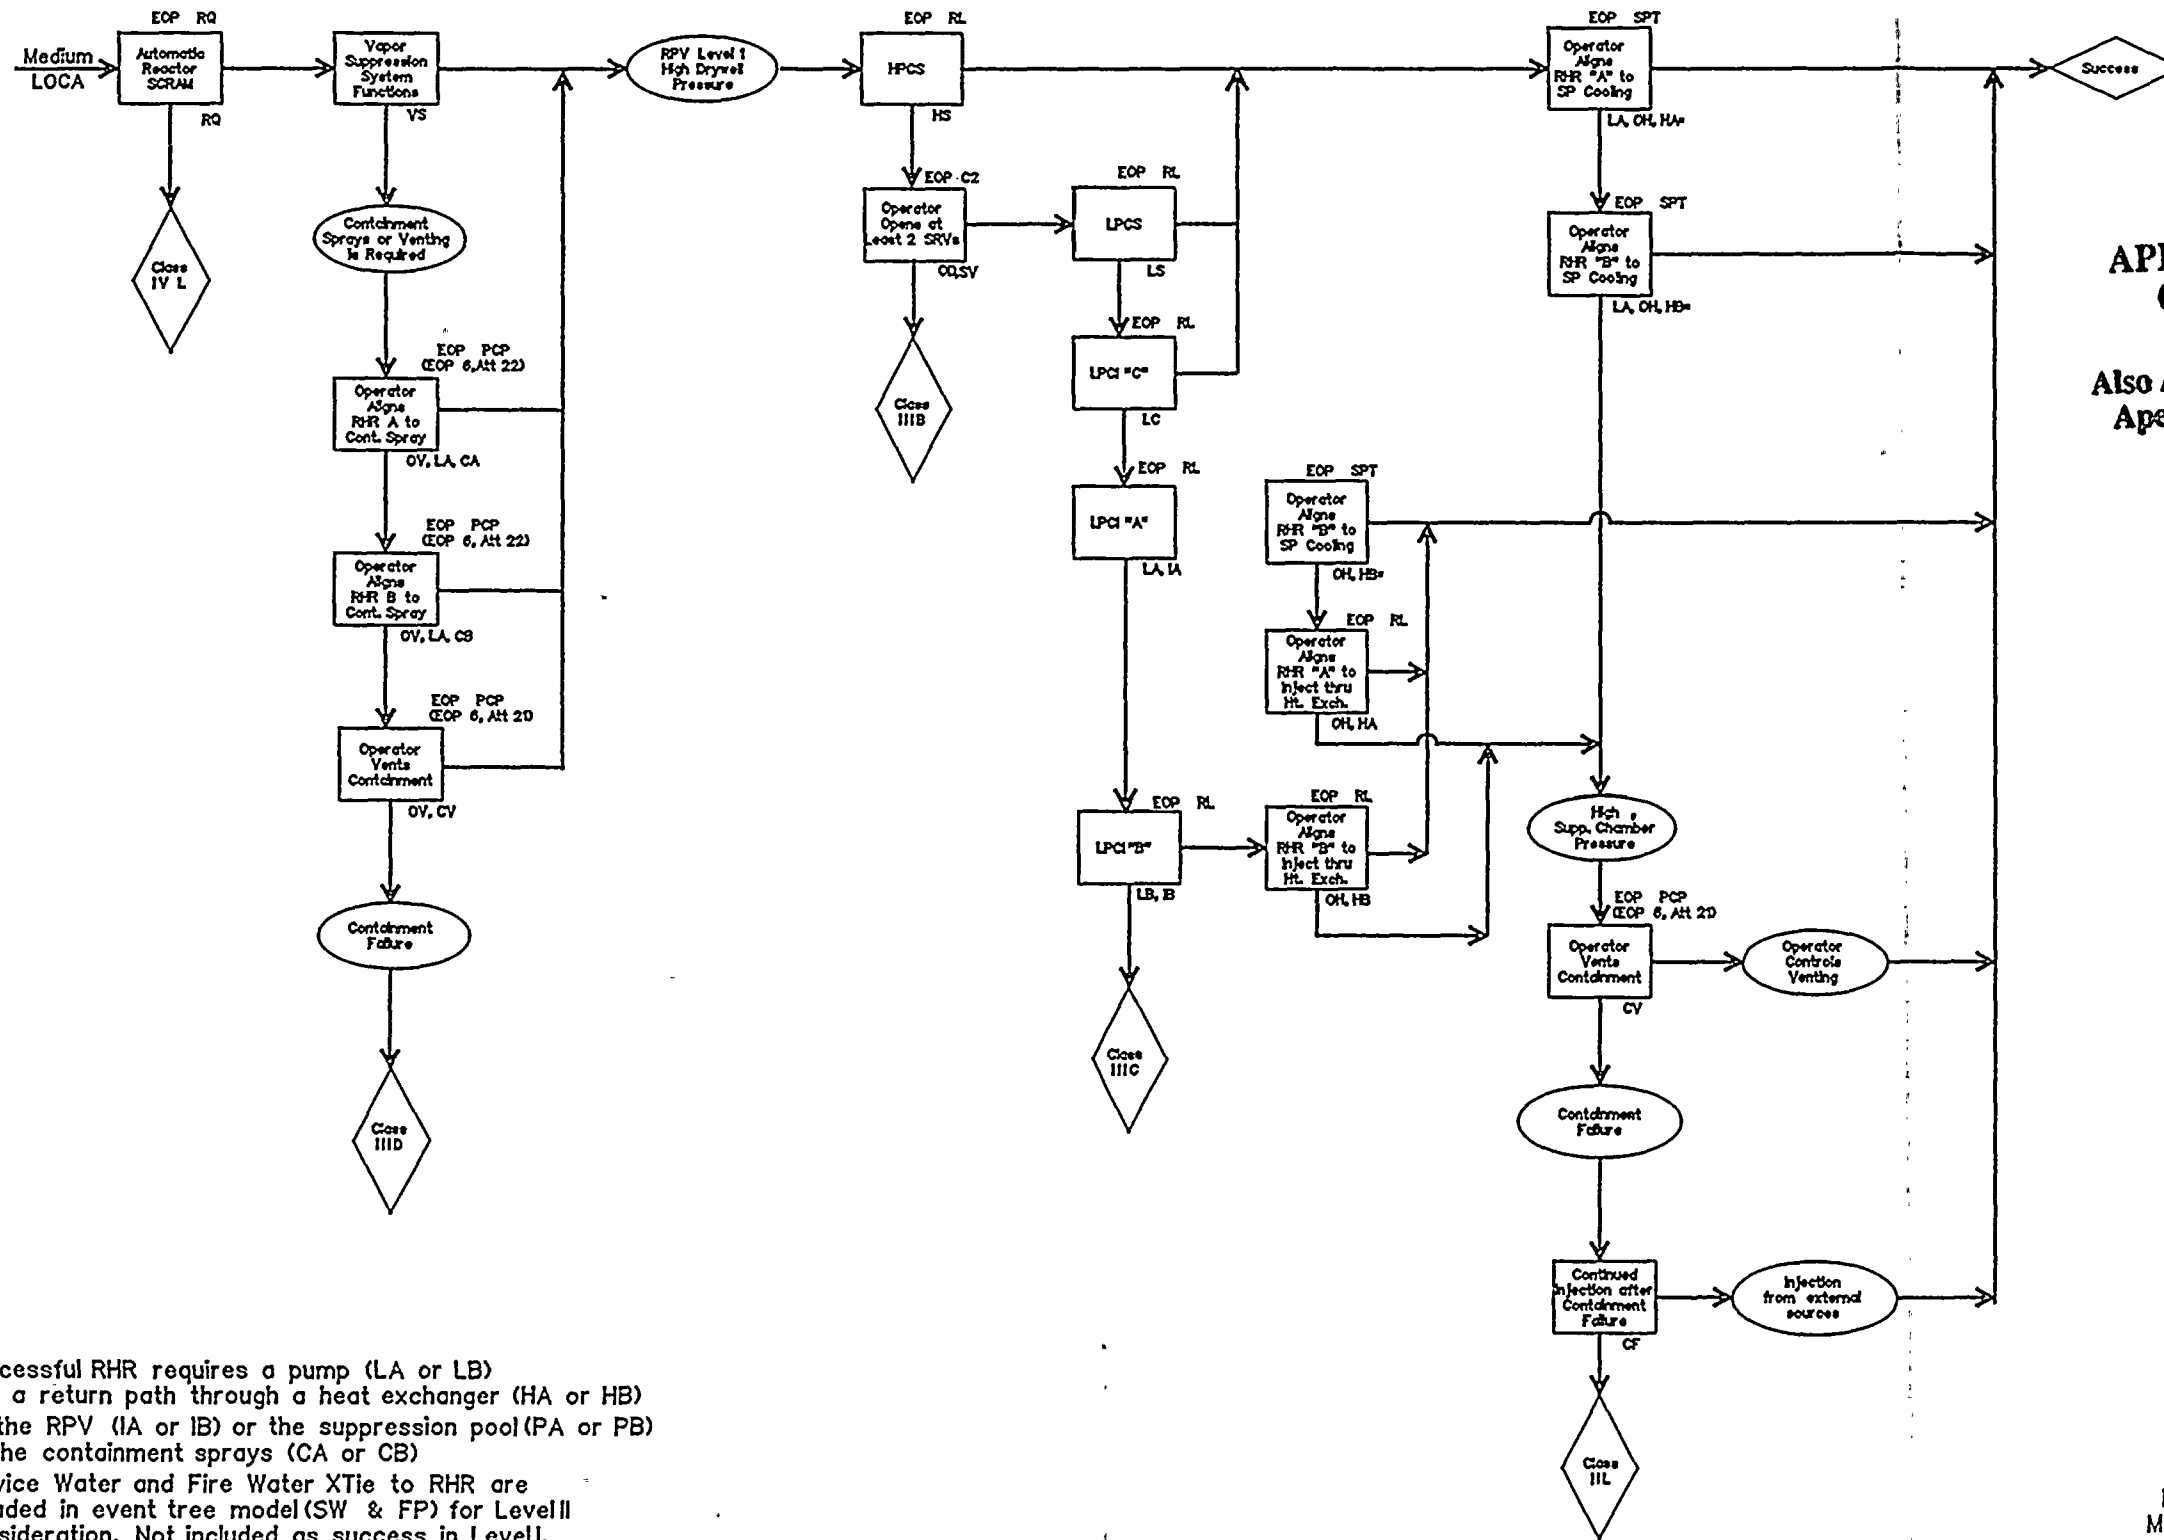 EOP RQ
Medium
LOCA
Automatic
Reactor
SCRAM
RQ
Class
IV L
Vapor
Suppression
System
Functions
VS
Containment
Sprays or Venting
is Required
EOP PCP
(EOP 6, Att 22)
Operator
Aligns
RHR A to
Cont. Spray
OV, LA, CA
EOP PCP
(EOP 6, Att 22)
Operator
Aligns
RHR B to
Cont. Spray
OV, LA, CB
EOP PCP
(EOP 6, Att 21)
Operator
Vents
Containment
OV, CV
Containment
Failure
Class
IIID
RPV Level 1
High Drywell
Pressure
EOP RL
HPCS
HS
EOP C2
Operator
Opens at
Least 2 SRVs
OO, SV
Class
IIIB
EOP RL
LPCS
LS
EOP RL
LPCI "C"
LC
EOP RL
LPCI "A"
LA, IA
EOP RL
LPCI "B"
LB, IB
Class
IIIC
EOP SPT
Operator
Aligns
RHR "B" to
SP Cooling
OH, HB*
EOP RL
Operator
Aligns
RHR "A" to
Inject thru
Ht. Exch.
OH, HA
EOP RL
Operator
Aligns
RHR "B" to
Inject thru
Ht. Exch.
OH, HB
EOP SPT
Operator
Aligns
RHR "A" to
SP Cooling
LA, OH, HA*
EOP SPT
Operator
Aligns
RHR "B" to
SP Cooling
LA, OH, HB*
High
Supp. Chamber
Pressure
EOP PCP
(EOP 6, Att 21)
Operator
Vents
Containment
CV
Operator
Controls
Venting
Containment
Failure
Continued
Injection after
Containment
Failure
CF
Injection
from external
sources
Class
IIL
Success
Also
cessful RHR requires a pump (LA or LB)
a return path through a heat exchanger (HA or HB)
the RPV (IA or IB) or the suppression pool (PA or PB)
he containment sprays (CA or CB)
vice Water and Fire Water XTie to RHR are
uded in event tree model (SW & FP) for Level II
sideration. Not included as success in Level I.